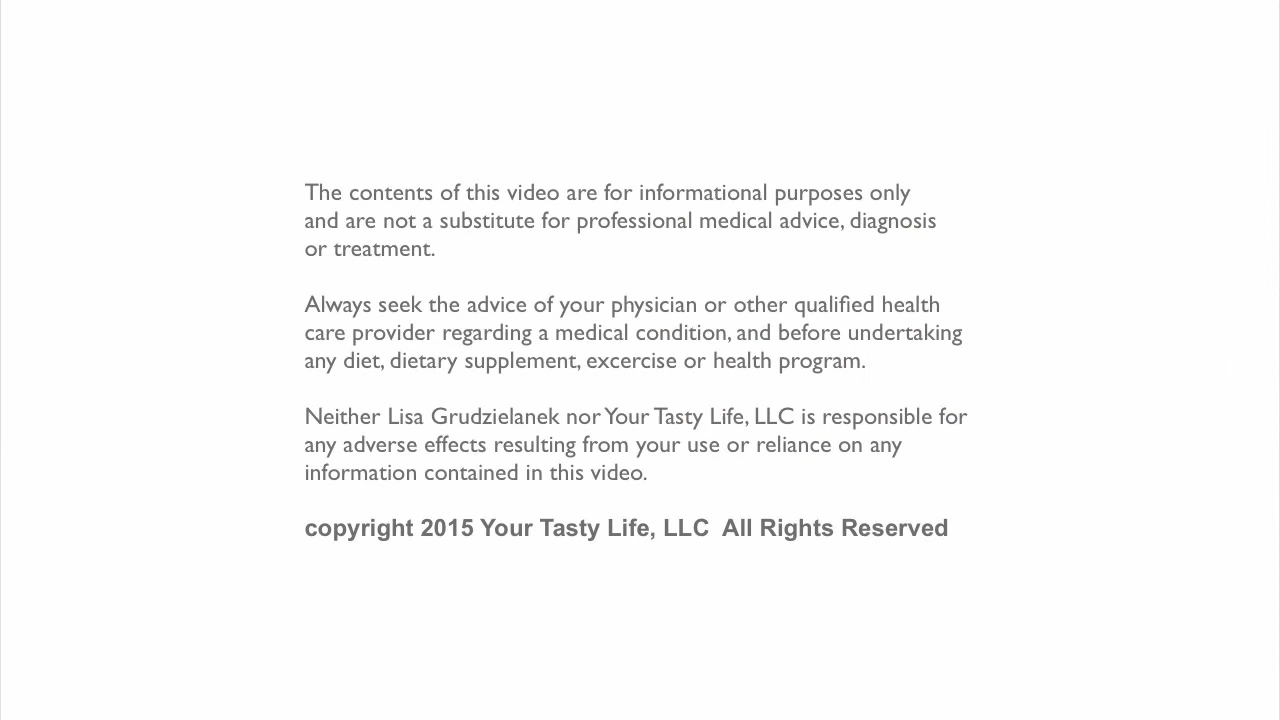 The contents of this video are for informational purposes only
and are not a substitute for professional medical advice, diagnosis
or treatment.
Always seek the advice of your physician or other qualified health
care provider regarding a medical condition, and before undertaking
any diet, dietary supplement, excercise or health program.
Neither Lisa Grudzielanek nor Your Tasty Life, LLC is responsible for
any adverse effects resulting from your use or reliance on any
information contained in this video.
copyright 2015 Your Tasty Life, LLC  All Rights Reserved